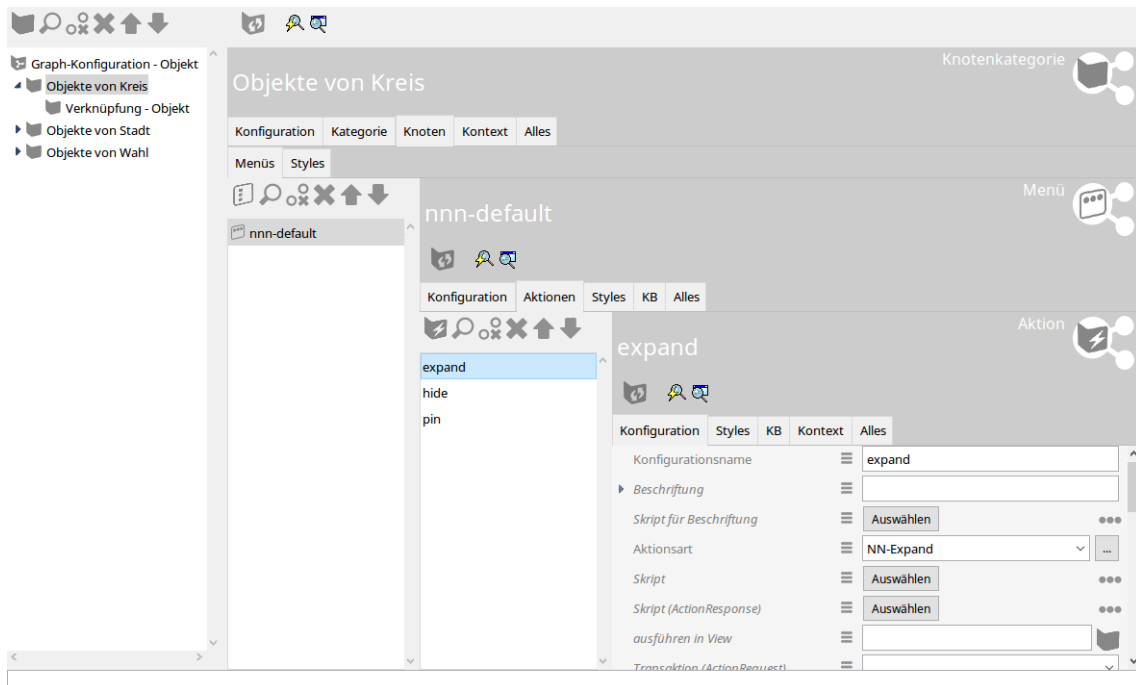 Graph-Konfiguration - Objekt
Objekte von Kreis
Verknüpfung - Objekt
Objekte von Stadt
Objekte von Wahl
Knotenkategorie
Objekte von Kreis
Konfiguration Kategorie Knoten Kontext Alles
Menüs Styles
nnn-default
Menü
nnn-default
Konfiguration Aktionen Styles KB Alles
expand
hide
pin
Aktion
expand
Konfiguration Styles KB Kontext Alles
Konfigurationsname expand
Beschriftung
Skript für Beschriftung Auswählen
Aktionsart NN-Expand ...
Skript Auswählen
Skript (ActionResponse) Auswählen
ausführen in View
Transaktion (ActionRequest)